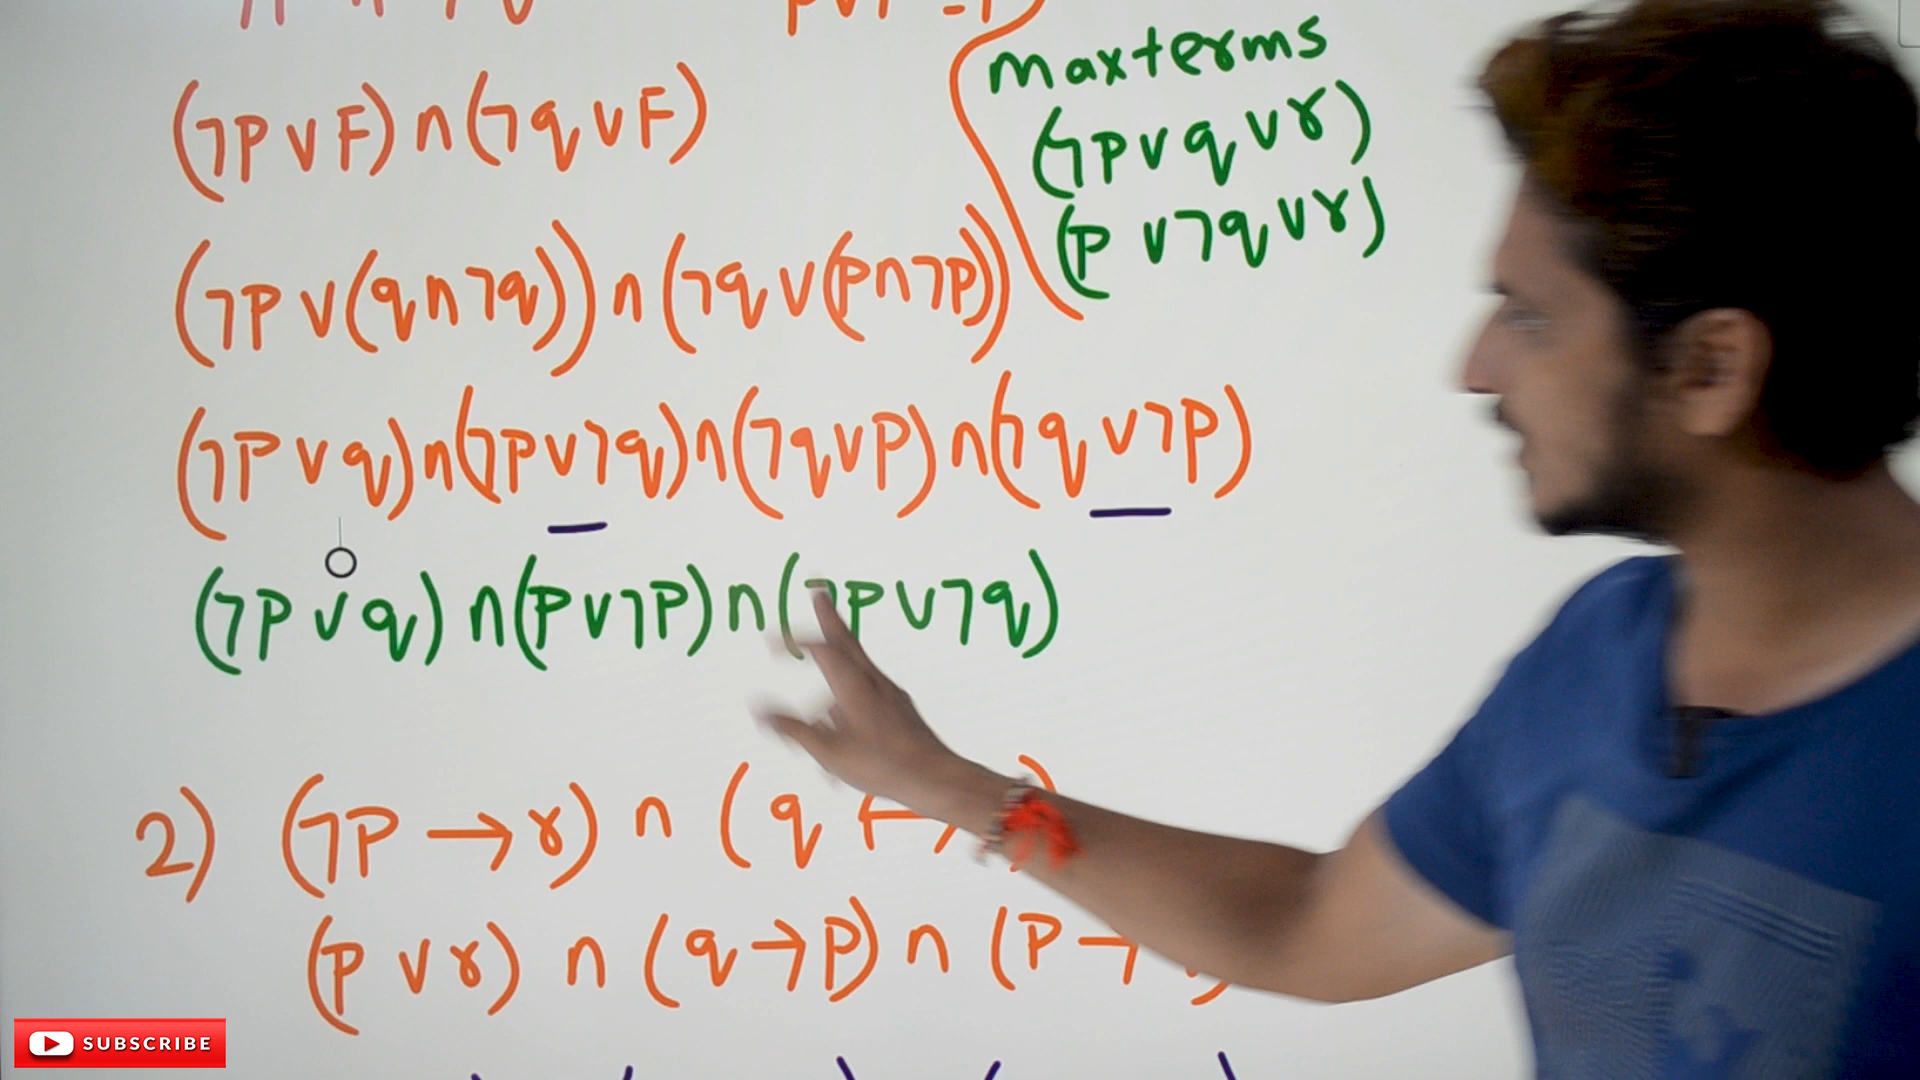 maxterms
(¬p∨F)∩(¬q∨F)
(¬p∨q∨r)
(p∨¬q∨r)
(¬p∨(q∩¬q))∩(¬q∨(p∩¬p))
(¬p∨q)∩(¬p∨¬q)∩(¬q∨p)∩(¬q∨¬p)
(¬p∨q)∩(p∨¬p)∩(¬p∨¬q)
2) (¬p→r)∩(q
(p∨r)∩(q→p)∩(p→
SUBSCRIBE